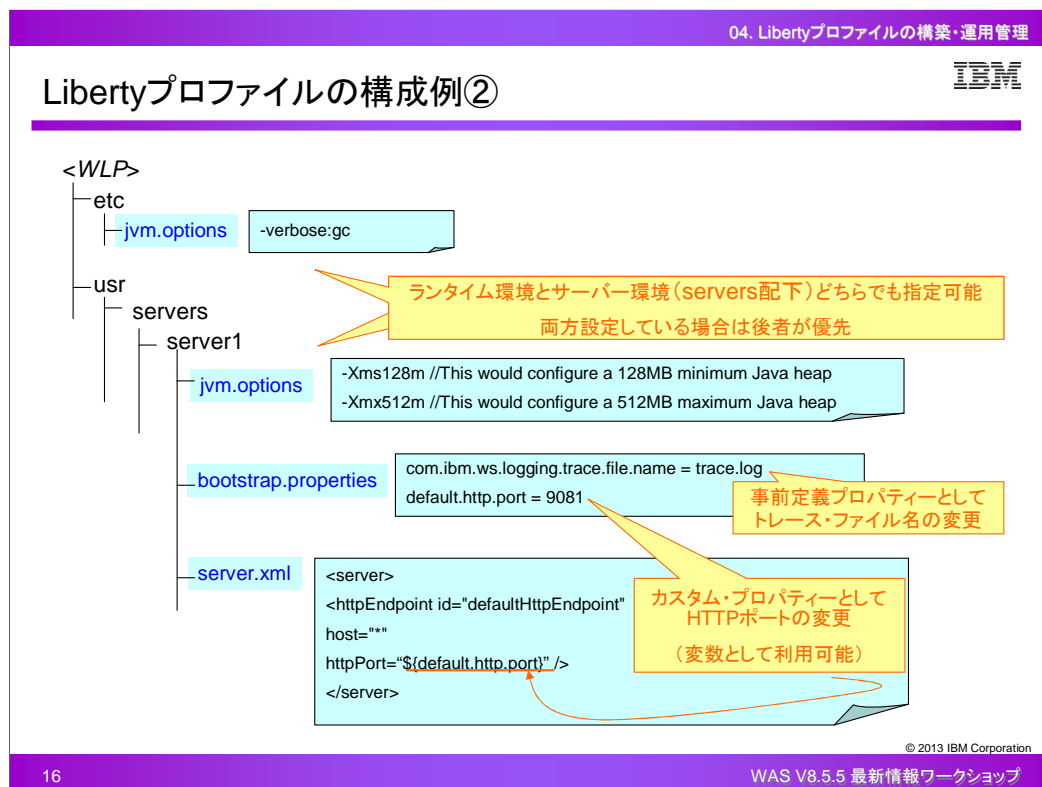 04. Libertyプロファイルの構築・運用管理
Libertyプロファイルの構成例②
IBM
<WLP>
etc
jvm.options
-verbose:gc
usr
ランタイム環境とサーバー環境（servers配下）どちらでも指定可能
両方設定している場合は後者が優先
servers
server1
jvm.options
-Xms128m //This would configure a 128MB minimum Java heap
-Xmx512m //This would configure a 512MB maximum Java heap
bootstrap.properties
com.ibm.ws.logging.trace.file.name = trace.log
default.http.port = 9081
事前定義プロパティーとして
トレース・ファイル名の変更
server.xml
<server>
<httpEndpoint id="defaultHttpEndpoint"
host="*"
httpPort=“${default.http.port}” />
</server>
カスタム・プロパティーとして
HTTPポートの変更
（変数として利用可能）
© 2013 IBM Corporation
16
WAS V8.5.5 最新情報ワークショップ